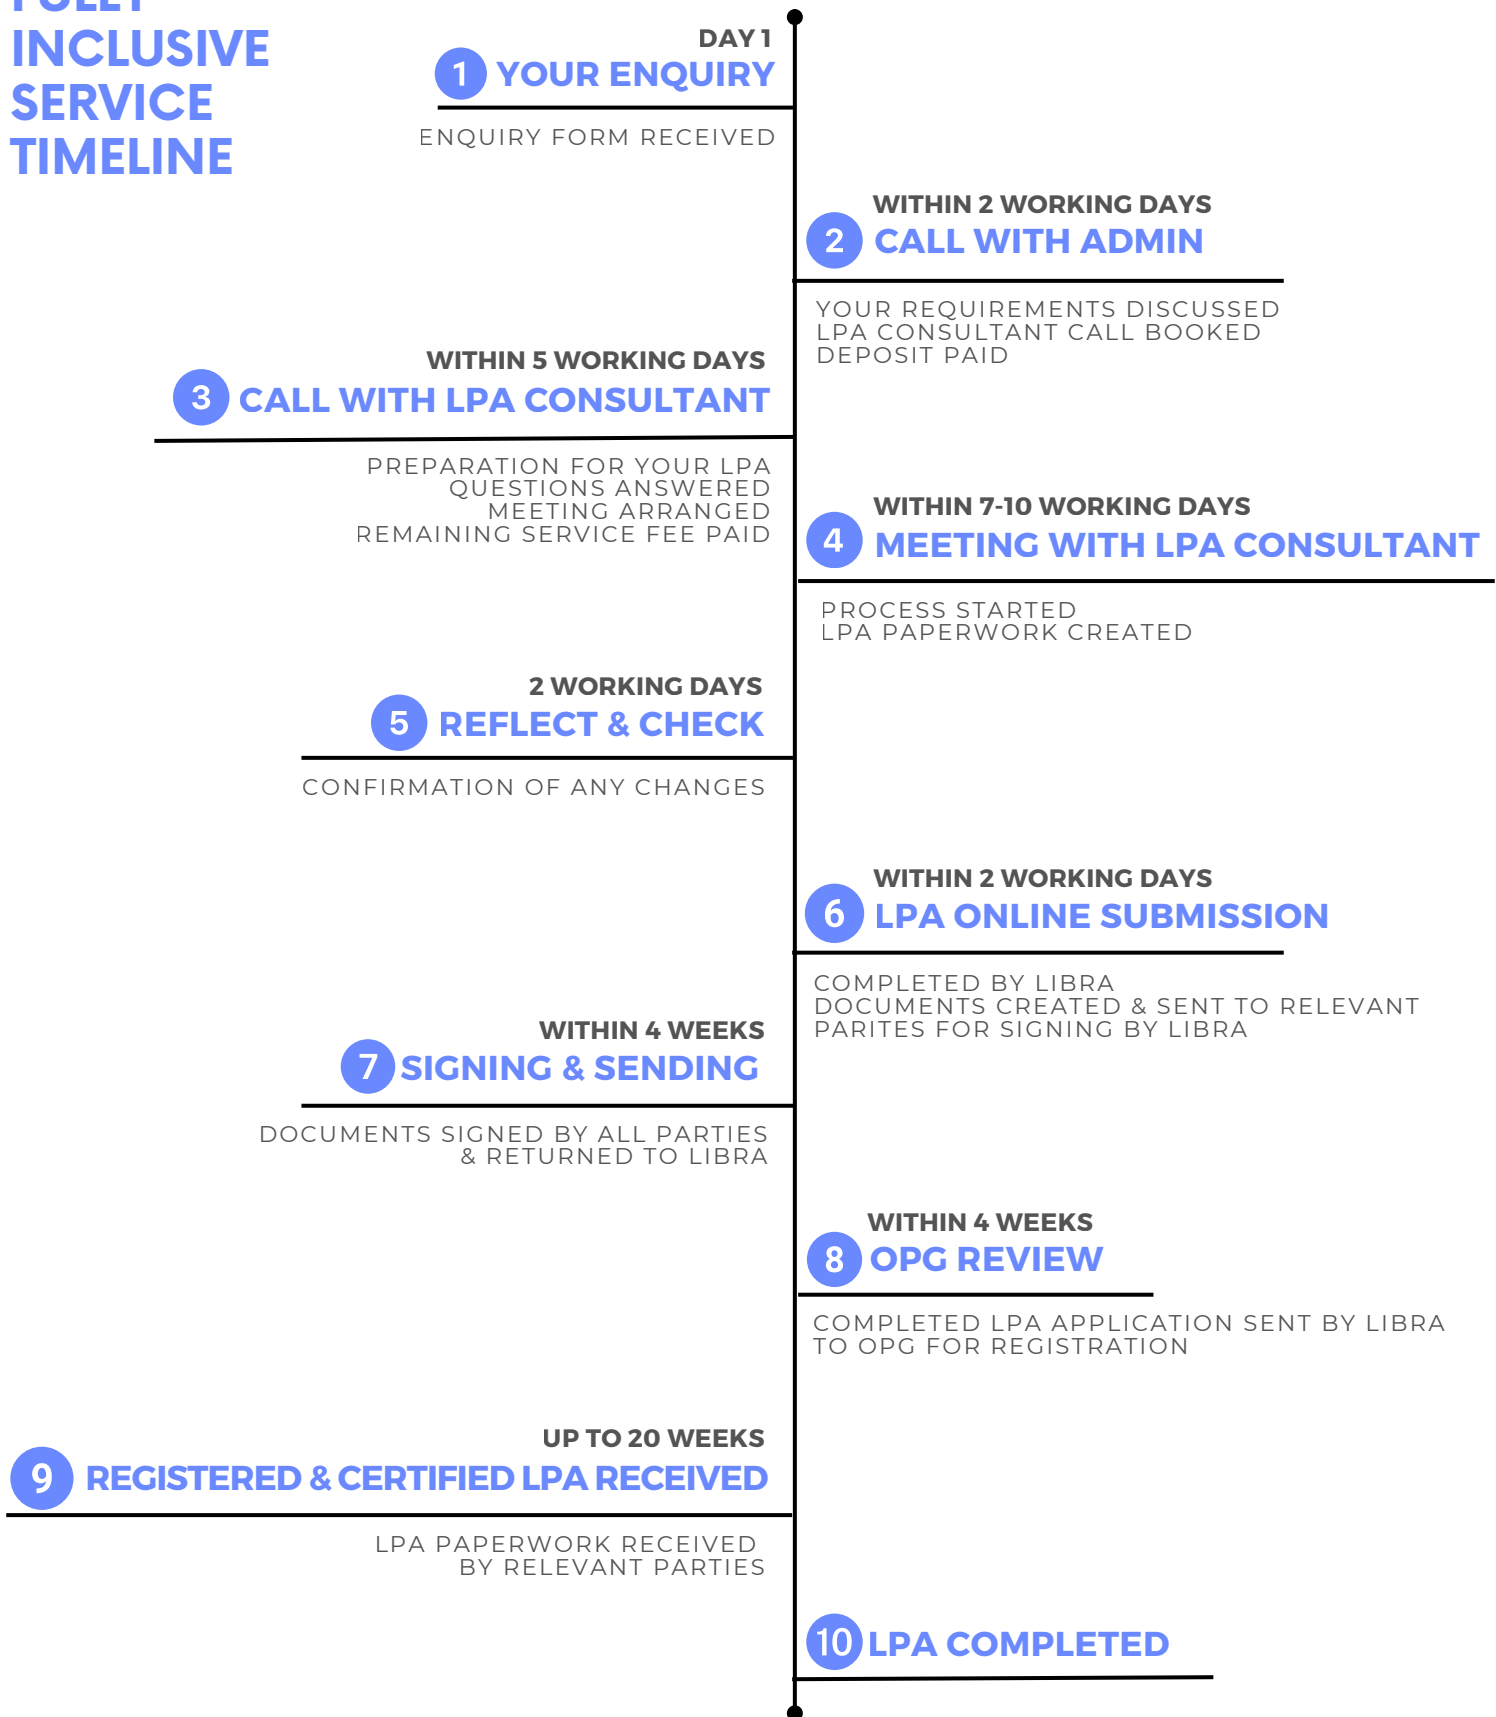 FULLY
INCLUSIVE
SERVICE
TIMELINE
DAY 1
1 YOUR ENQUIRY
ENQUIRY FORM RECEIVED
WITHIN 2 WORKING DAYS
2 CALL WITH ADMIN
YOUR REQUIREMENTS DISCUSSED
LPA CONSULTANT CALL BOOKED
DEPOSIT PAID
WITHIN 5 WORKING DAYS
3 CALL WITH LPA CONSULTANT
PREPARATION FOR YOUR LPA
QUESTIONS ANSWERED
MEETING ARRANGED
REMAINING SERVICE FEE PAID
WITHIN 7-10 WORKING DAYS
4 MEETING WITH LPA CONSULTANT
PROCESS STARTED
LPA PAPERWORK CREATED
2 WORKING DAYS
5 REFLECT & CHECK
CONFIRMATION OF ANY CHANGES
WITHIN 2 WORKING DAYS
6 LPA ONLINE SUBMISSION
COMPLETED BY LIBRA
DOCUMENTS CREATED & SENT TO RELEVANT
PARITES FOR SIGNING BY LIBRA
WITHIN 4 WEEKS
7 SIGNING & SENDING
DOCUMENTS SIGNED BY ALL PARTIES
& RETURNED TO LIBRA
WITHIN 4 WEEKS
8 OPG REVIEW
COMPLETED LPA APPLICATION SENT BY LIBRA
TO OPG FOR REGISTRATION
UP TO 20 WEEKS
9 REGISTERED & CERTIFIED LPA RECEIVED
LPA PAPERWORK RECEIVED
BY RELEVANT PARTIES
10 LPA COMPLETED